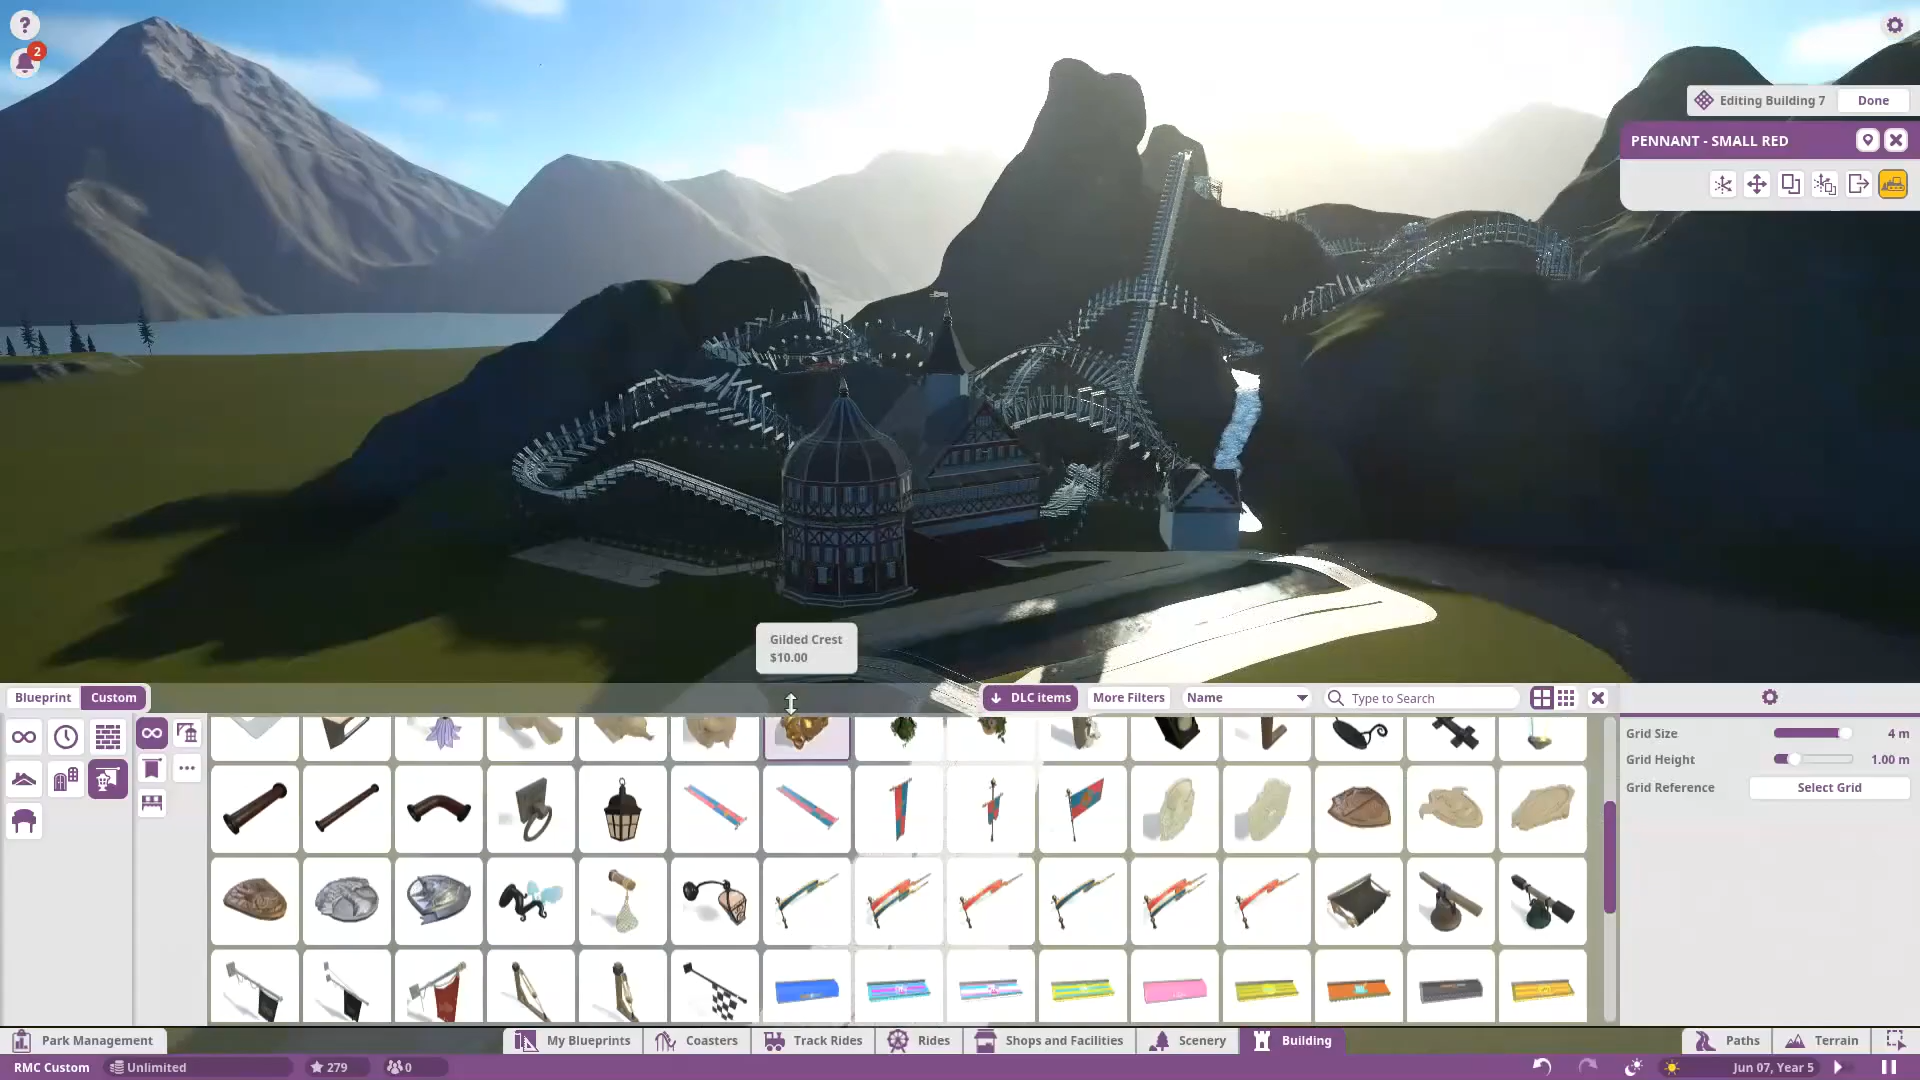 ?
2
Editing Building 7
Done
PENNANT - SMALL RED
Gilded Crest
$10.00
Blueprint
Custom
DLC items
More Filters
Name
Type to Search
Grid Size
4 m
Grid Height
1.00 m
Grid Reference
Select Grid
Park Management
My Blueprints
Coasters
Track Rides
Rides
Shops and Facilities
Scenery
Building
Paths
Terrain
RMC Custom
Unlimited
279
0
Jun 07, Year 5